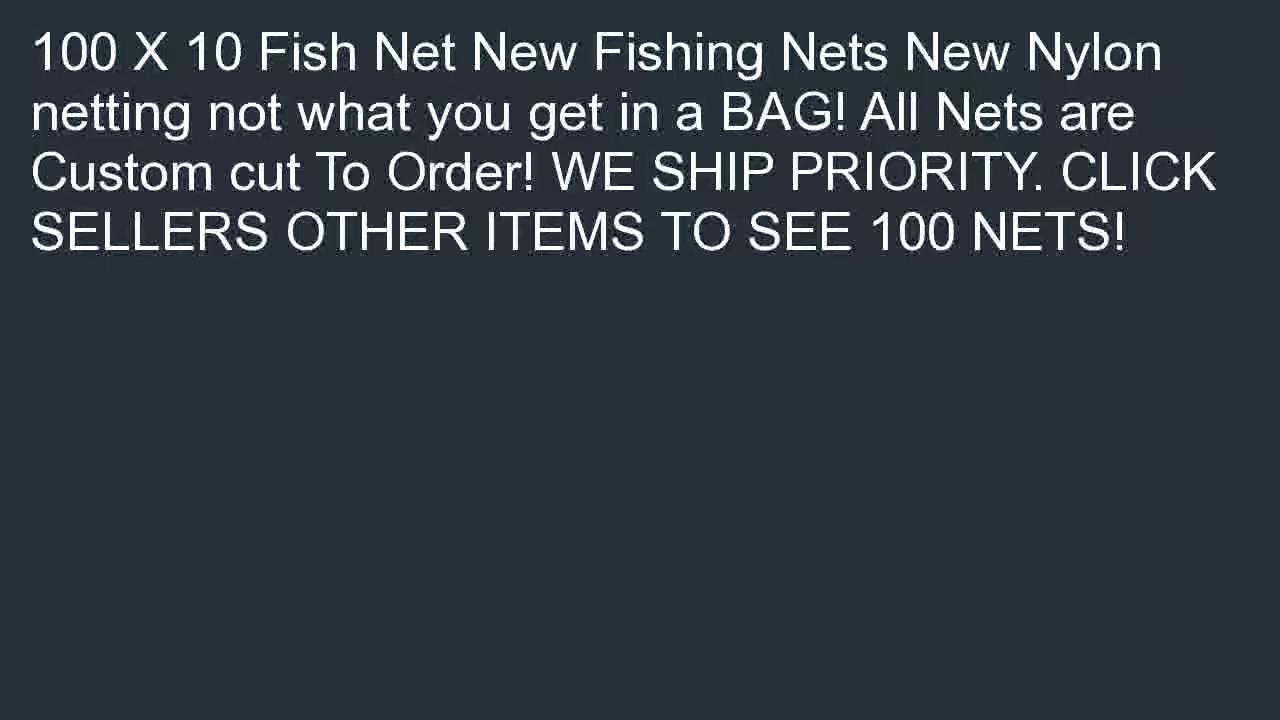 100 X 10 Fish Net New Fishing Nets New Nylon
netting not what you get in a BAG! All Nets are
Custom cut To Order! WE SHIP PRIORITY. CLICK
SELLERS OTHER ITEMS TO SEE 100 NETS!